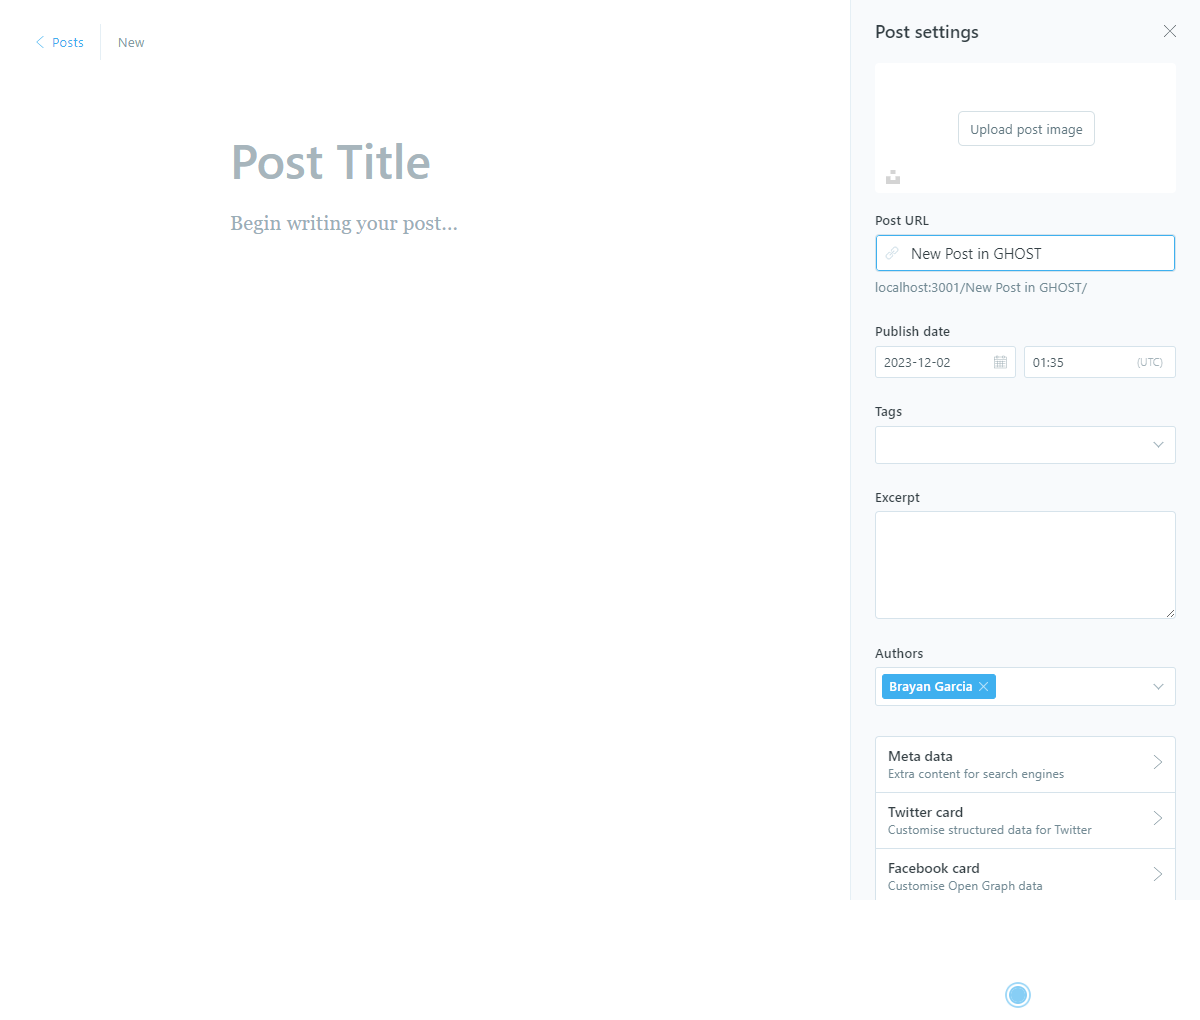 Posts
New
Post Title
Begin writing your post...
Post settings
Upload post image
Post URL
New Post in GHOST
localhost:3001/New Post in GHOST/
Publish date
2023-12-02
01:35
(UTC)
Tags
Excerpt
Authors
Brayan Garcia
Meta data
Extra content for search engines
Twitter card
Customise structured data for Twitter
Facebook card
Customise Open Graph data